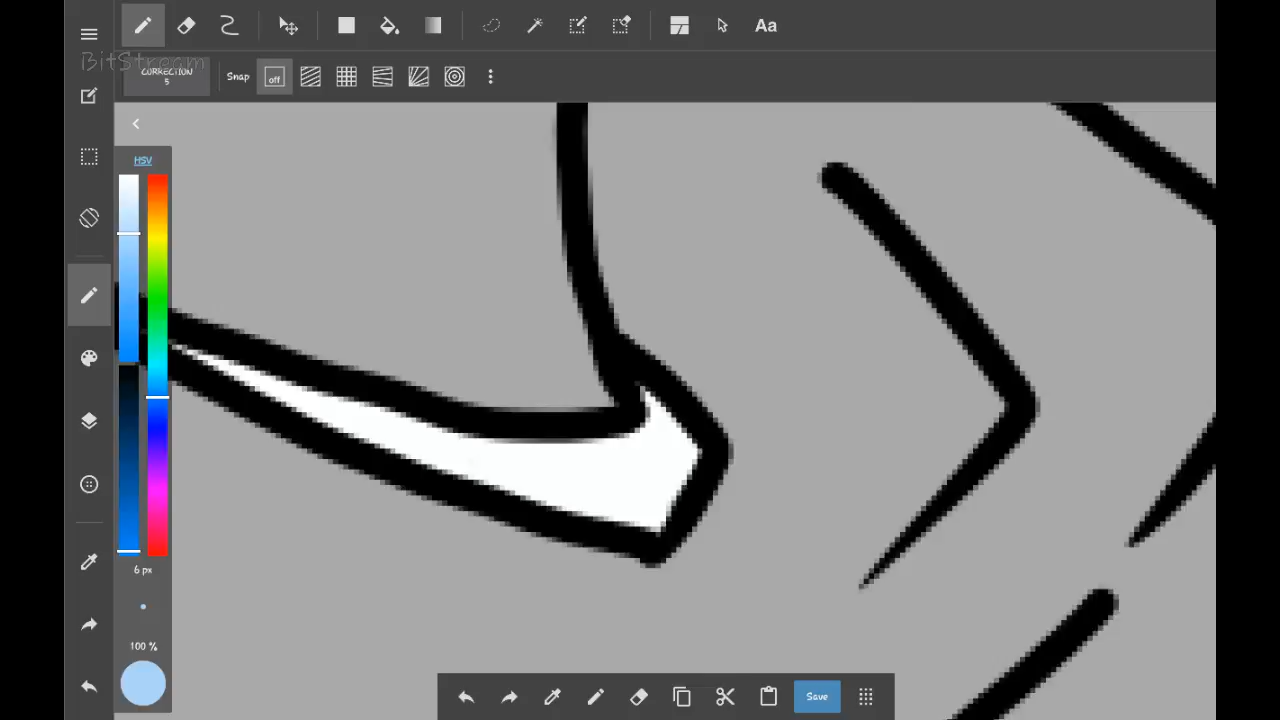 Aa
BitStream
CORRECTION
5
Snap
off
HSV
6 px
100 %
Save